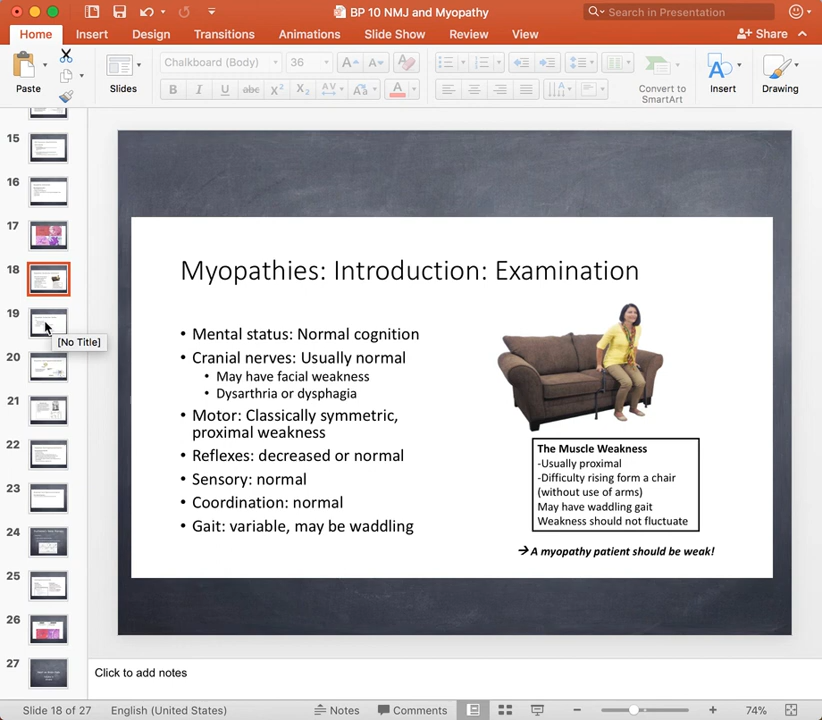 BP 10 NMJ and Myopathy
Search in Presentation
Home Insert Design Transitions Animations Slide Show Review View
Share
Chalkboard (Body) 36
Paste
Slides
B I U abc X² X₂ AV Aa A
Convert to
SmartArt
Insert
Drawing
15
16
17
18
19
[No Title]
20
21
22
23
24
25
26
27
Myopathies: Introduction: Examination
• Mental status: Normal cognition
• Cranial nerves: Usually normal
• May have facial weakness
• Dysarthria or dysphagia
• Motor: Classically symmetric,
proximal weakness
• Reflexes: decreased or normal
• Sensory: normal
• Coordination: normal
• Gait: variable, may be waddling
The Muscle Weakness
-Usually proximal
-Difficulty rising form a chair
(without use of arms)
May have waddling gait
Weakness should not fluctuate
→ A myopathy patient should be weak!
Click to add notes
Slide 18 of 27
English (United States)
Notes
Comments
74%